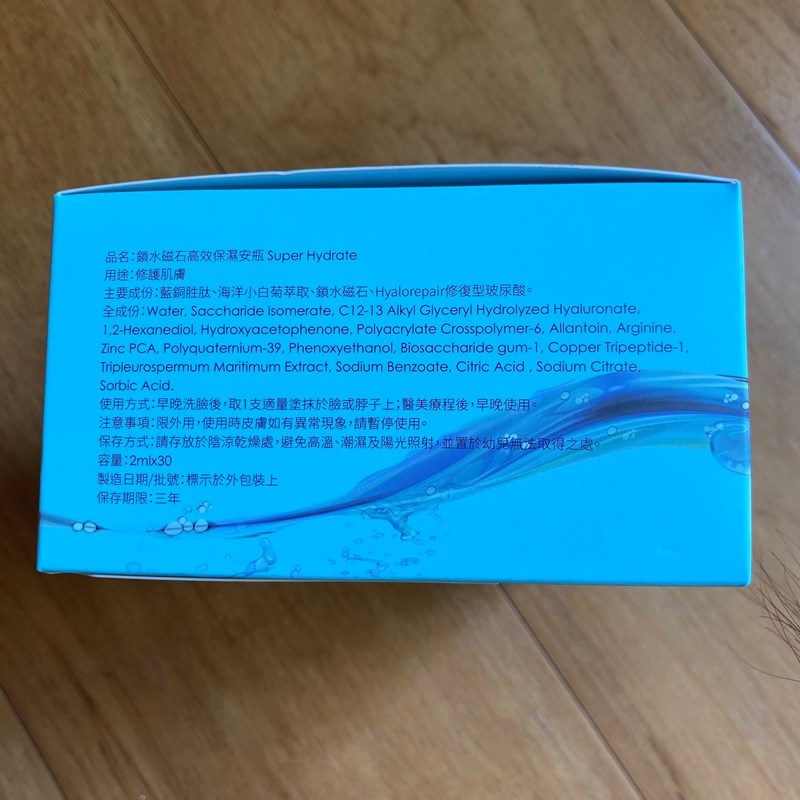 品名:鎖水磁石高效保濕安瓶 Super Hydrate
用途:修護肌膚
主要成份:藍銅胜肽、海洋小白菊萃取、鎖水磁石、Hyalorepair修復型玻尿酸。
全成份:Water, Saccharide Isomerate, C12-13 Alkyl Glyceryl Hydrolyzed Hyaluronate,
1,2-Hexanediol, Hydroxyacetophenone, Polyacrylate Crosspolymer-6, Allantoin, Arginine,
Zinc PCA, Polyquaternium-39, Phenoxyethanol, Biosaccharide gum-1, Copper Tripeptide-1,
Tripleurospermum Maritimum Extract, Sodium Benzoate, Citric Acid , Sodium Citrate,
Sorbic Acid.
使用方式:早晚洗臉後,取1支適量塗抹於臉或脖子上;醫美療程後,早晚使用。
注意事項:限外用,使用時皮膚如有異常現象,請暫停使用。
保存方式:請存放於陰涼乾燥處,避免高溫、潮濕及陽光照射,並置於幼兒無法取得之處。
容量:2mlx30
製造日期/批號:標示於外包裝上
保存期限:三年